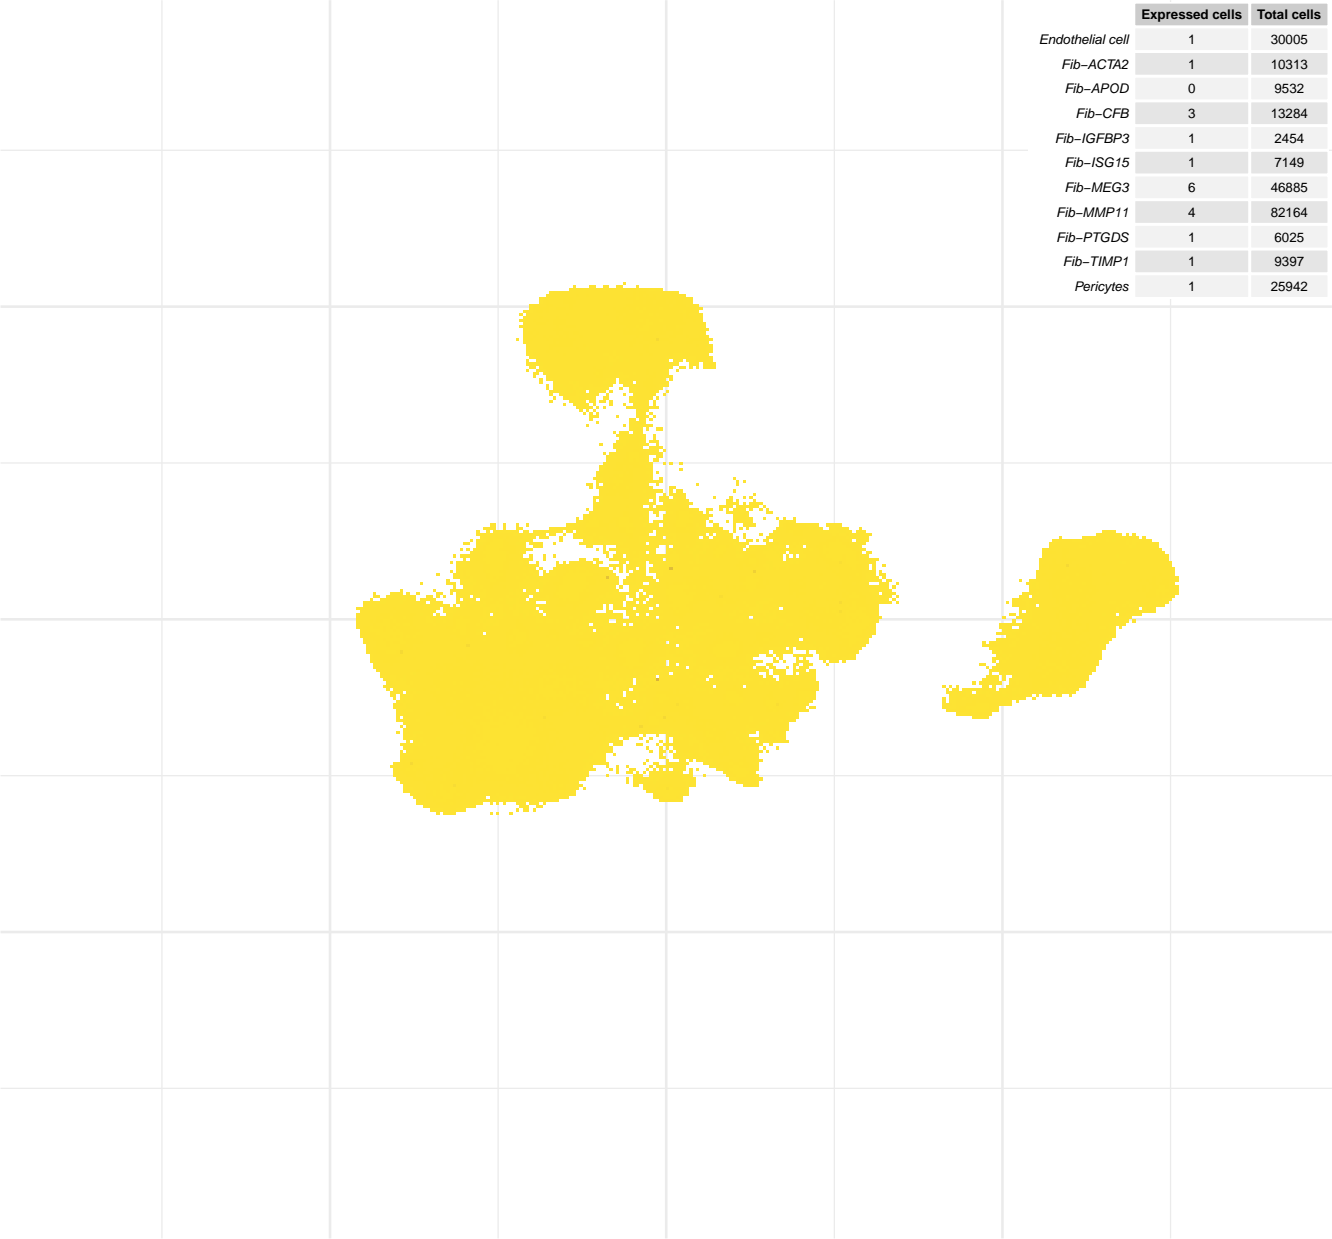 Expressed cells Total cells
Endothelial cell 1 30005
Fib−ACTA2 1 10313
Fib−APOD 0 9532
Fib−CFB 3 13284
Fib−IGFBP3 1 2454
Fib−ISG15 1 7149
Fib−MEG3 6 46885
Fib−MMP11 4 82164
Fib−PTGDS 1 6025
Fib−TIMP1 1 9397
Pericytes 1 25942